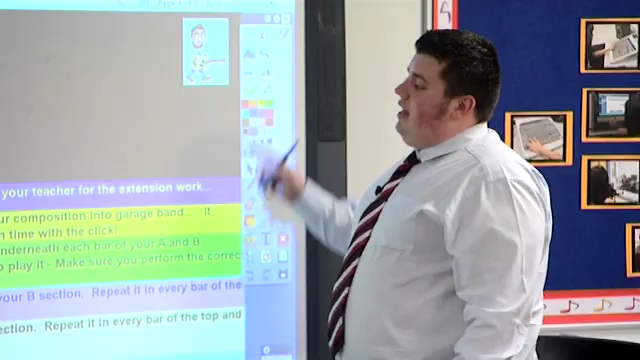 your teacher for the extension work...
ur composition into garage band... It
n time with the click!
nderneath each bar of your A and B
o play it - Make sure you perform the correc
your B section. Repeat it in every bar of the
ection. Repeat it in every bar of the top and